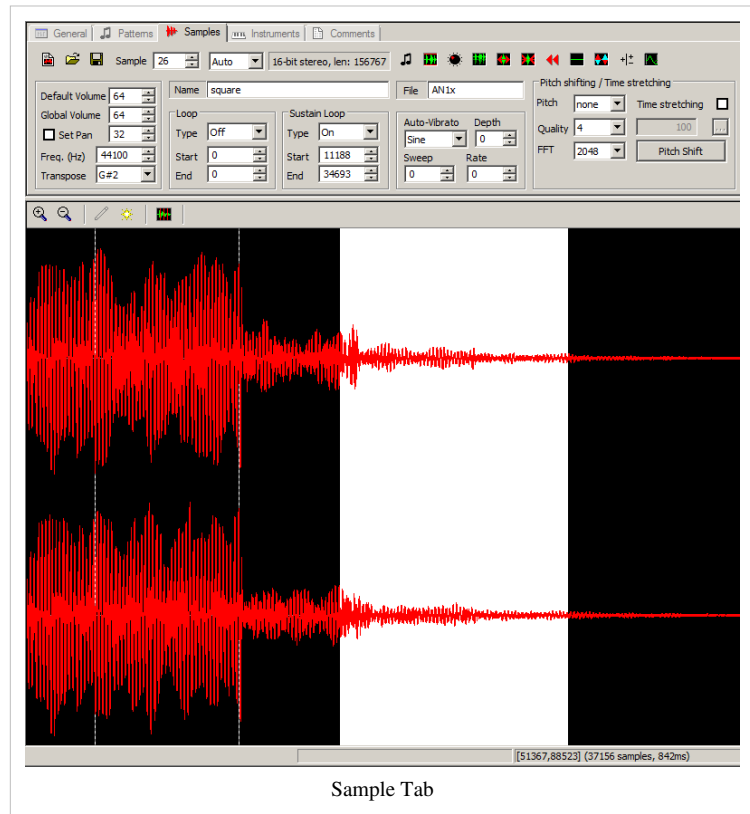 General Patterns Samples Instruments Comments
Sample 26 Auto 16-bit stereo, len: 156767
Default Volume 64
Global Volume 64
Set Pan 32
Freq. (Hz) 44100
Transpose G#2
Name square
Loop
Type Off
Start 0
End 0
Sustain Loop
Type On
Start 11188
End 34693
File AN1x
Auto-Vibrato Depth
Sine 0
Sweep Rate
0 0
Pitch shifting / Time stretching
Pitch none Time stretching
Quality 4 100 ...
FFT 2048 Pitch Shift
[51367,88523] (37156 samples, 842ms)
Sample Tab